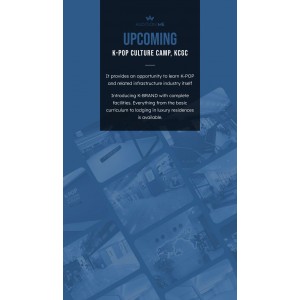 UPCOMING
K-POP CULTURE CAMP, KCGC
It provides an opportunity to learn K-POP
and related infrastructure industry itself.
Introducing K-BRAND with complete
facilities. Everything from the basic
curriculum to lodging in luxury residences
is available.